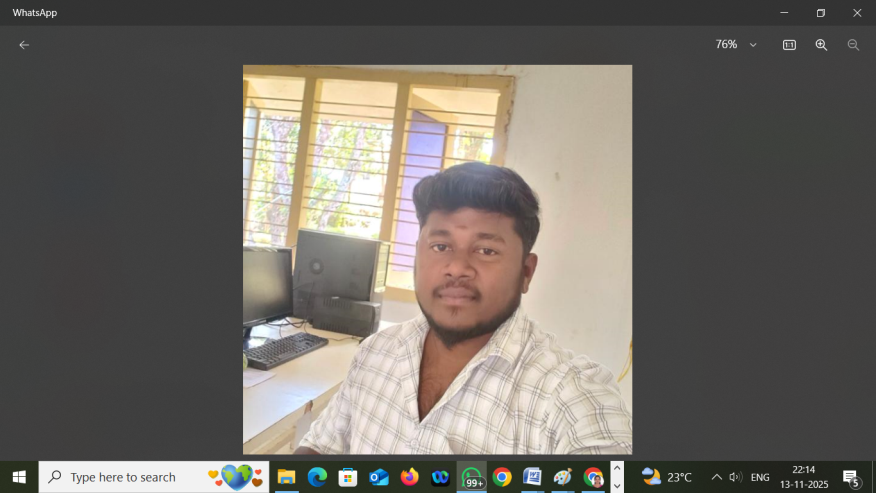 WhatsApp
76%
1:1
Type here to search
99+
23°C
ENG
22:14
13-11-2025
5